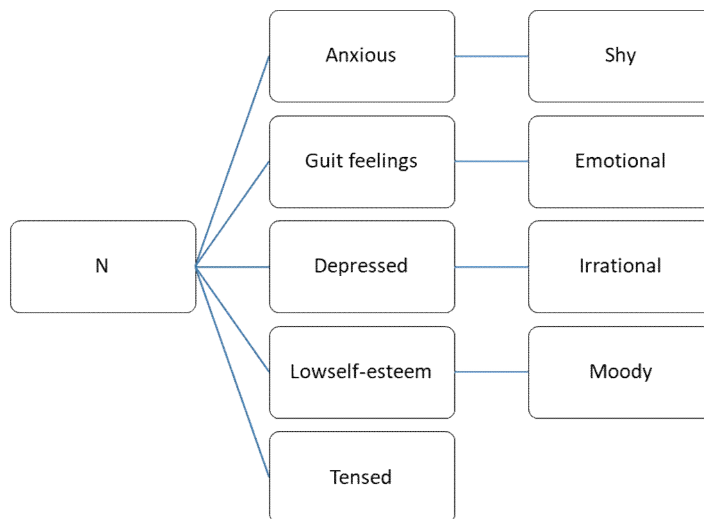 Anxious
Shy
Guit feelings
Emotional
N
Depressed
Irrational
Lowself-esteem
Moody
Tensed